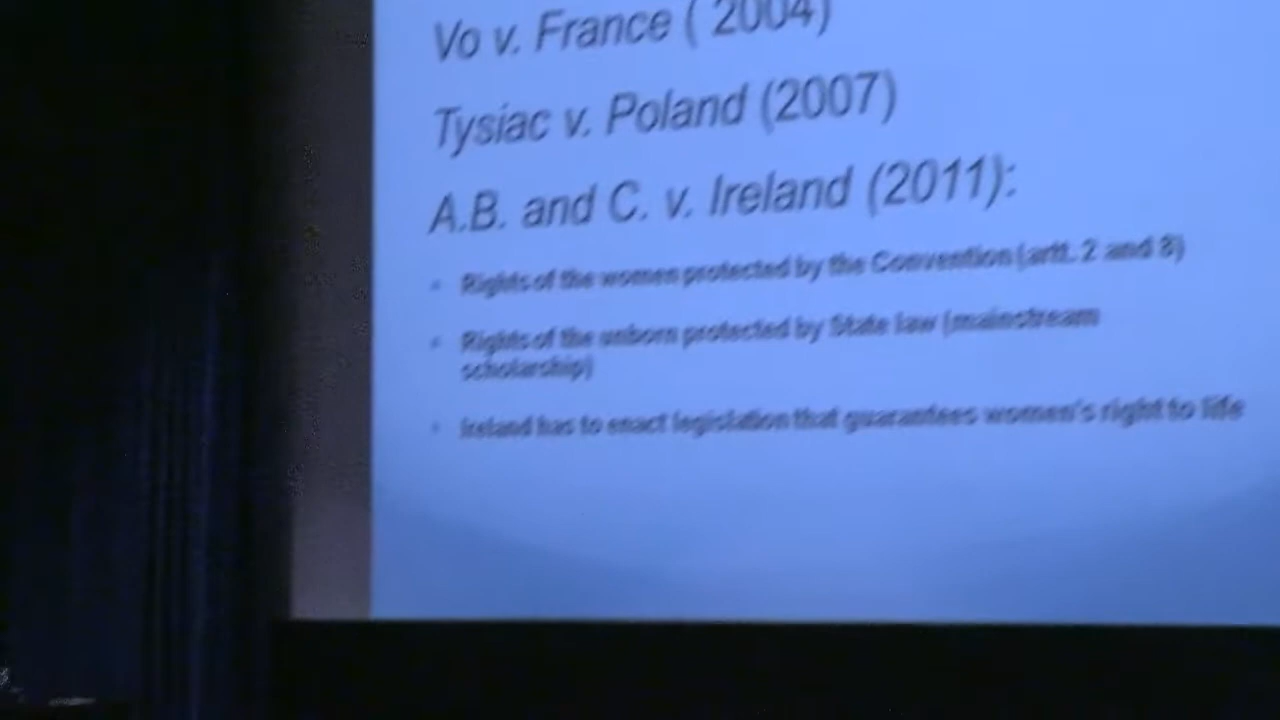 Vo v. France ( 2004)
Tysiac v. Poland (2007)
A.B. and C. v. Ireland (2011):
Rights of the women protected by the Convention (artt. 2 and 8)
Rights of the unborn protected by State law (mainstream
scholarship)
Ireland has to enact legislation that guarantees women's right to life